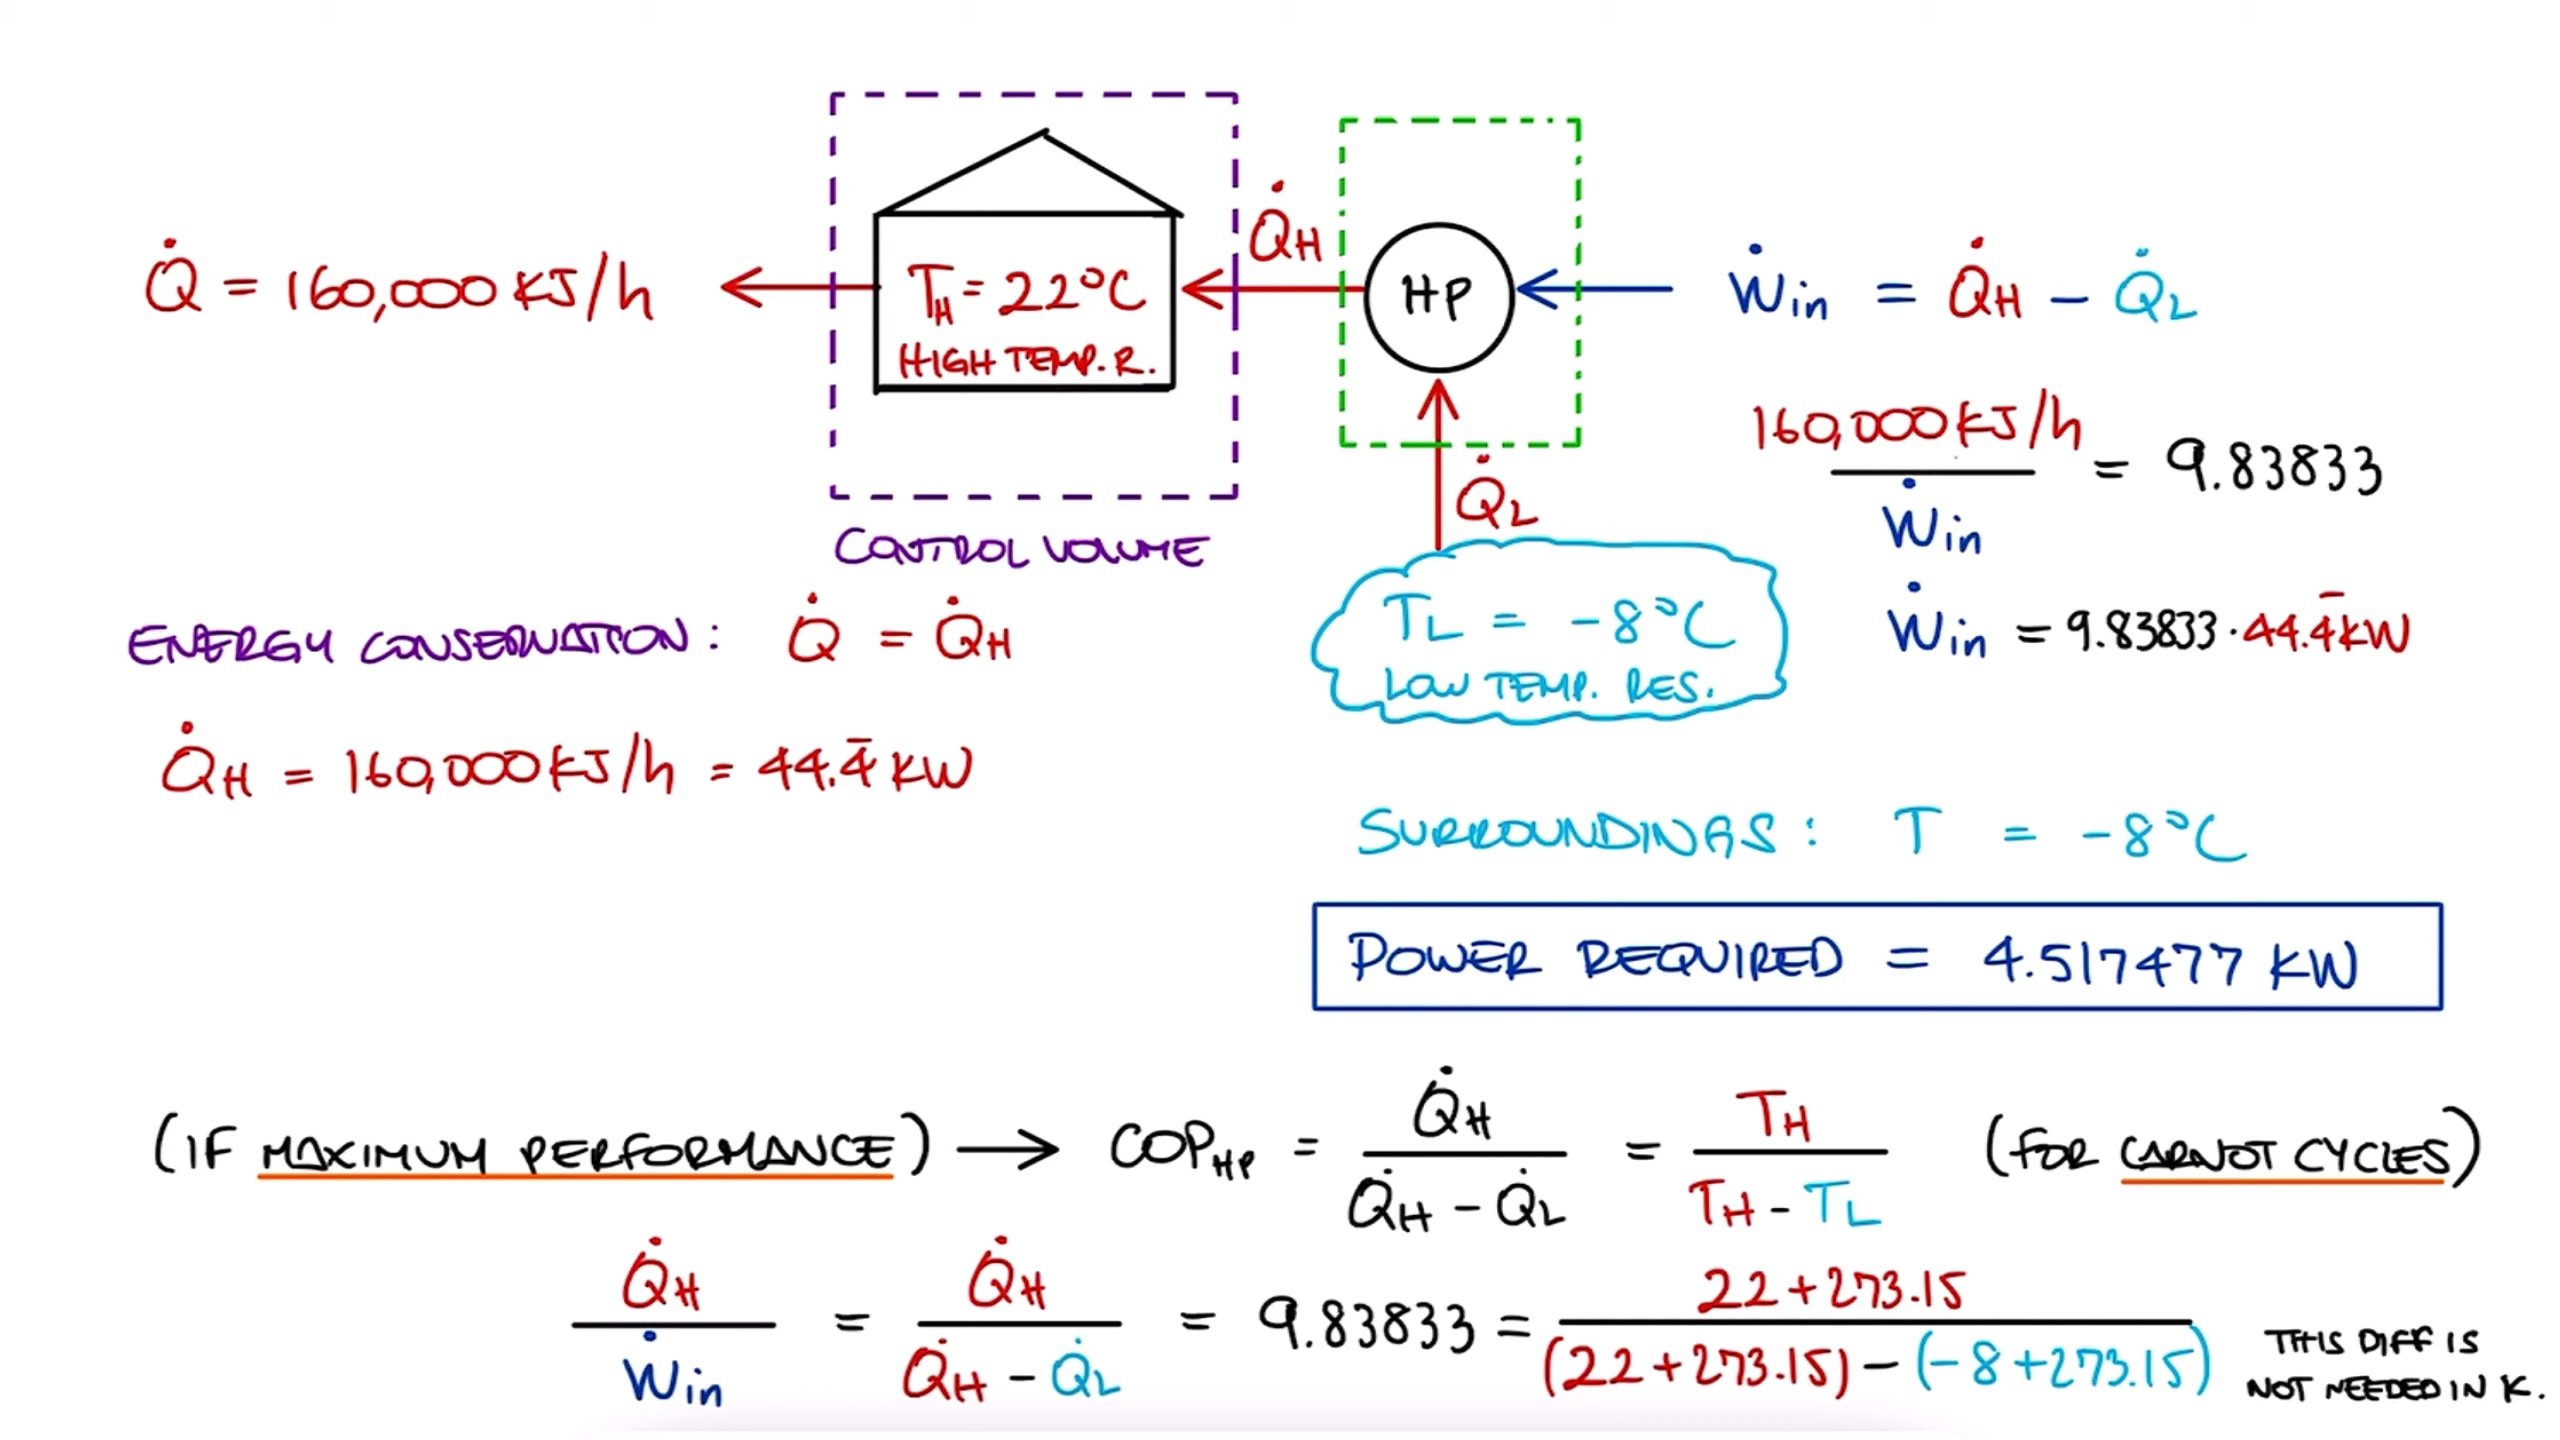 Q̇ = 160,000 KJ/h
T_H = 22°C
HIGH TEMP. R.
Q̇_H
HP
Ẇ_in = Q̇_H − Q̇_L
160,000 KJ/h / Ẇ_in = 9.83833
Q̇_L
CONTROL VOLUME
T_L = -8°C
LOW TEMP. RES.
Ẇ_in = 9.83833 · 44.4̄ KW
ENERGY CONSERVATION: Q̇ = Q̇_H
Q̇_H = 160,000 KJ/h = 44.4̄ KW
SURROUNDINGS: T = -8°C
POWER REQUIRED = 4.517477 KW
(IF MAXIMUM PERFORMANCE) → COP_HP = Q̇_H / Q̇_H − Q̇_L = T_H / T_H - T_L (FOR CARNOT CYCLES)
Q̇_H / Ẇ_in = Q̇_H / Q̇_H − Q̇_L = 9.83833 = 22+273.15 / (22+273.15) − (-8+273.15)
THIS DIFF IS
NOT NEEDED IN K.